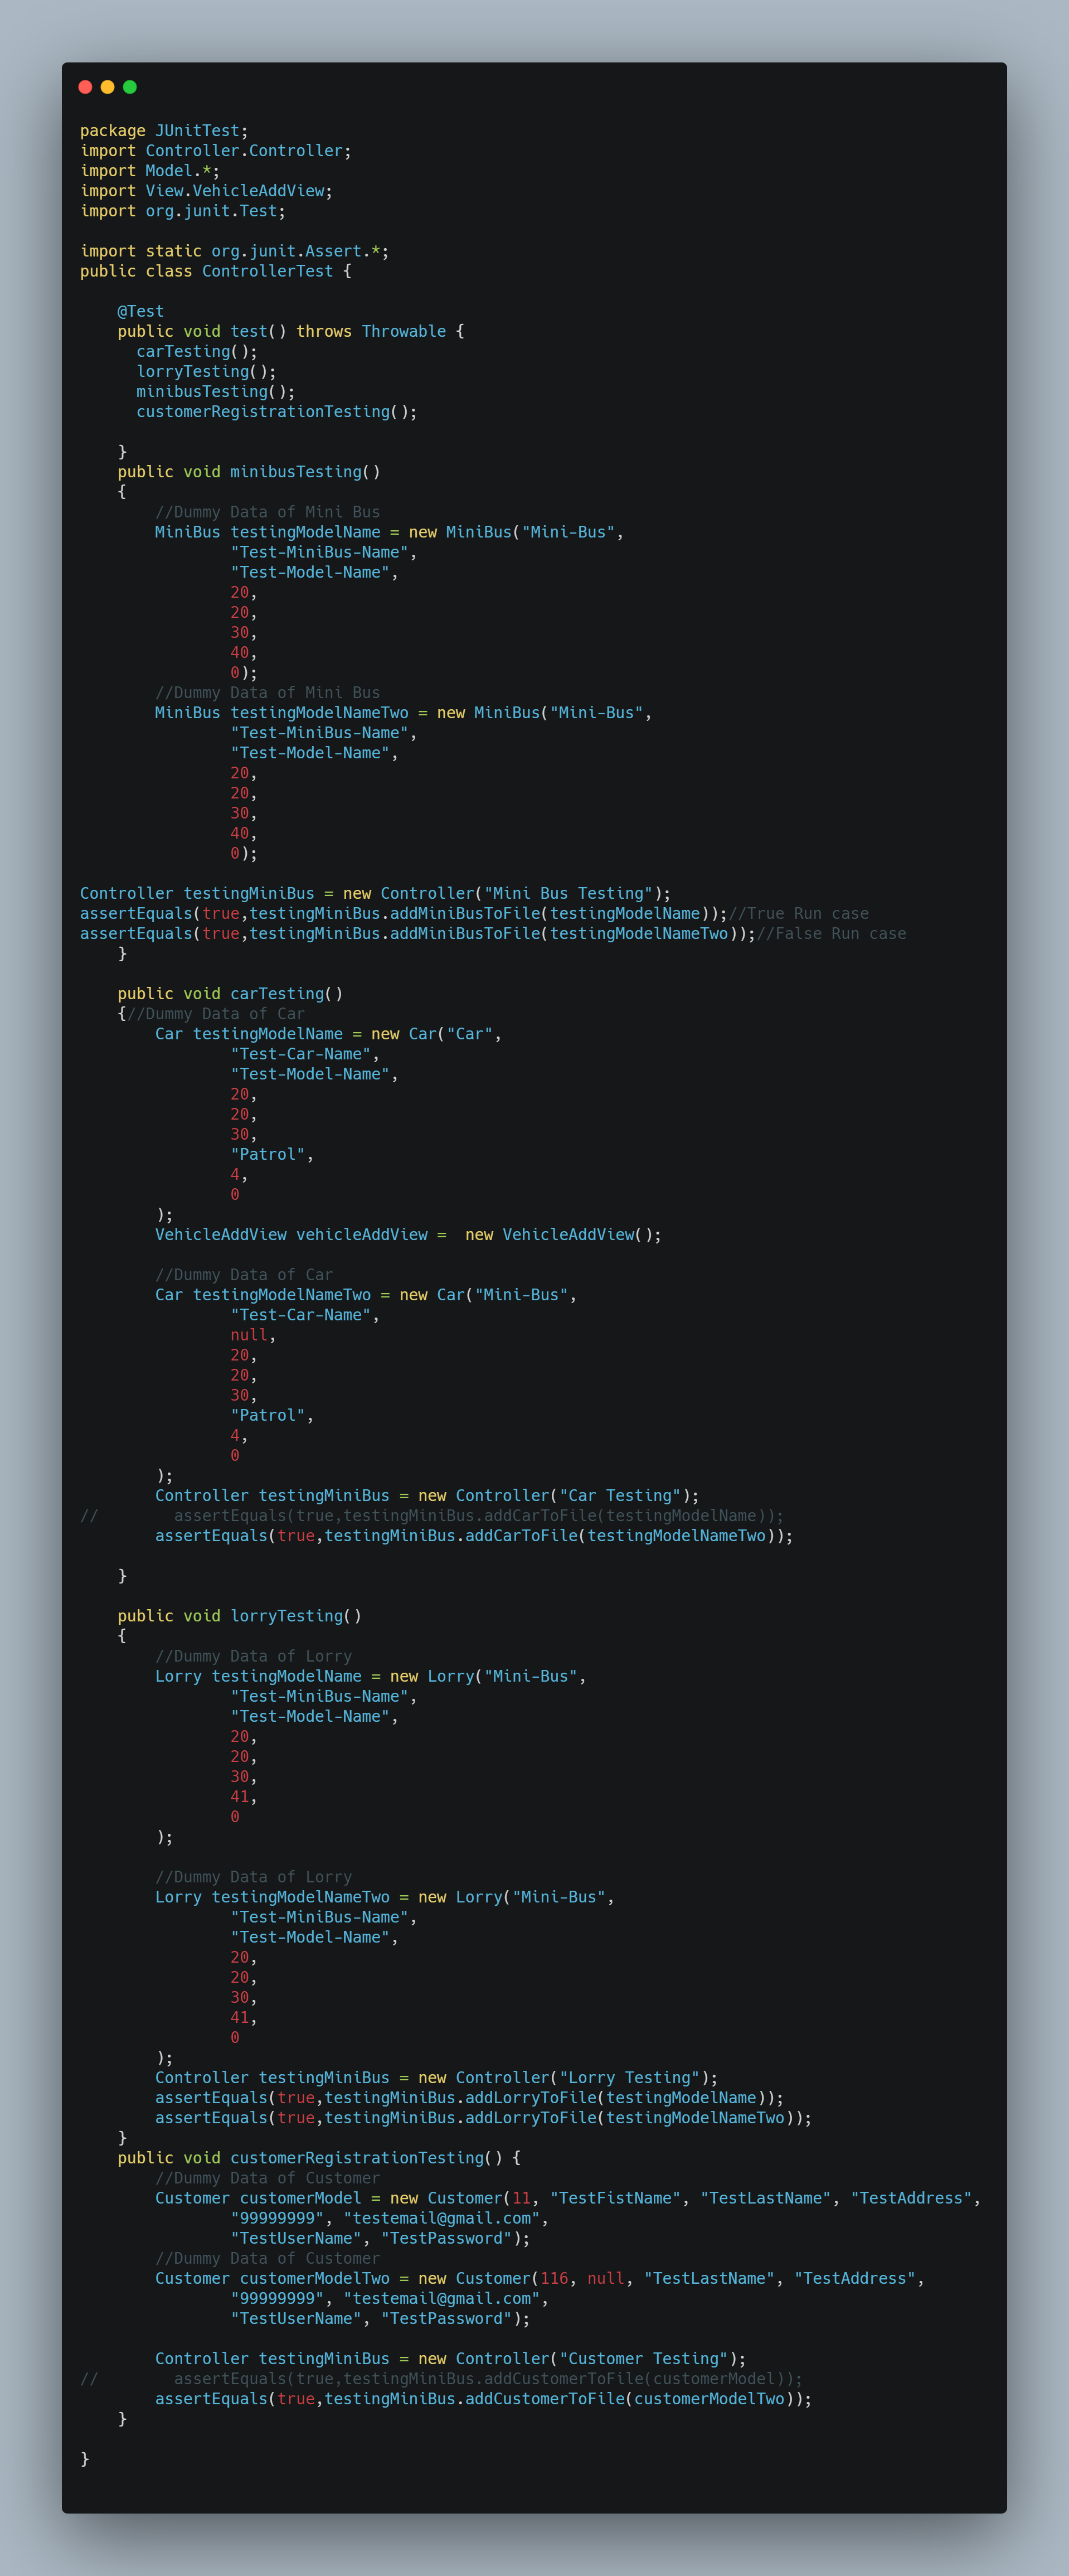 package JUnitTest;
import Controller.Controller;
import Model.*;
import View.VehicleAddView;
import org.junit.Test;

import static org.junit.Assert.*;
public class ControllerTest {

    @Test
    public void test() throws Throwable {
      carTesting();
      lorryTesting();
      minibusTesting();
      customerRegistrationTesting();

    }
    public void minibusTesting()
    {
        //Dummy Data of Mini Bus
        MiniBus testingModelName = new MiniBus("Mini-Bus",
                "Test-MiniBus-Name",
                "Test-Model-Name",
                20,
                20,
                30,
                40,
                0);
        //Dummy Data of Mini Bus
        MiniBus testingModelNameTwo = new MiniBus("Mini-Bus",
                "Test-MiniBus-Name",
                "Test-Model-Name",
                20,
                20,
                30,
                40,
                0);

Controller testingMiniBus = new Controller("Mini Bus Testing");
assertEquals(true,testingMiniBus.addMiniBusToFile(testingModelName));//True Run case
assertEquals(true,testingMiniBus.addMiniBusToFile(testingModelNameTwo));//False Run case
    }

    public void carTesting()
    {//Dummy Data of Car
        Car testingModelName = new Car("Car",
                "Test-Car-Name",
                "Test-Model-Name",
                20,
                20,
                30,
                "Patrol",
                4,
                0
        );
        VehicleAddView vehicleAddView =  new VehicleAddView();

        //Dummy Data of Car
        Car testingModelNameTwo = new Car("Mini-Bus",
                "Test-Car-Name",
                null,
                20,
                20,
                30,
                "Patrol",
                4,
                0
        );
        Controller testingMiniBus = new Controller("Car Testing");
//        assertEquals(true,testingMiniBus.addCarToFile(testingModelName));
        assertEquals(true,testingMiniBus.addCarToFile(testingModelNameTwo));

    }

    public void lorryTesting()
    {
        //Dummy Data of Lorry
        Lorry testingModelName = new Lorry("Mini-Bus",
                "Test-MiniBus-Name",
                "Test-Model-Name",
                20,
                20,
                30,
                41,
                0
        );

        //Dummy Data of Lorry
        Lorry testingModelNameTwo = new Lorry("Mini-Bus",
                "Test-MiniBus-Name",
                "Test-Model-Name",
                20,
                20,
                30,
                41,
                0
        );
        Controller testingMiniBus = new Controller("Lorry Testing");
        assertEquals(true,testingMiniBus.addLorryToFile(testingModelName));
        assertEquals(true,testingMiniBus.addLorryToFile(testingModelNameTwo));
    }
    public void customerRegistrationTesting() {
        //Dummy Data of Customer
        Customer customerModel = new Customer(11, "TestFistName", "TestLastName", "TestAddress",
                "99999999", "testemail@gmail.com",
                "TestUserName", "TestPassword");
        //Dummy Data of Customer
        Customer customerModelTwo = new Customer(116, null, "TestLastName", "TestAddress",
                "99999999", "testemail@gmail.com",
                "TestUserName", "TestPassword");

        Controller testingMiniBus = new Controller("Customer Testing");
//        assertEquals(true,testingMiniBus.addCustomerToFile(customerModel));
        assertEquals(true,testingMiniBus.addCustomerToFile(customerModelTwo));
    }

}